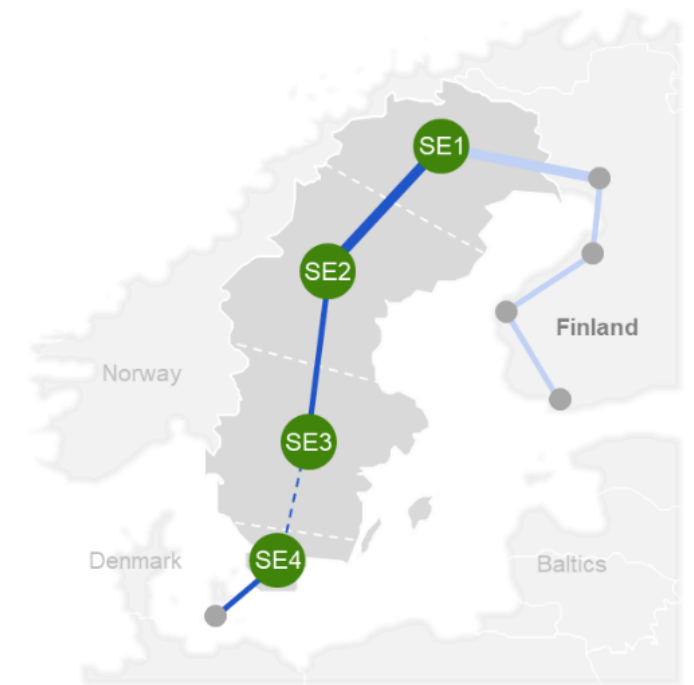 SE1
SE2
Finland
Norway
SE3
SE4
Denmark
Baltics